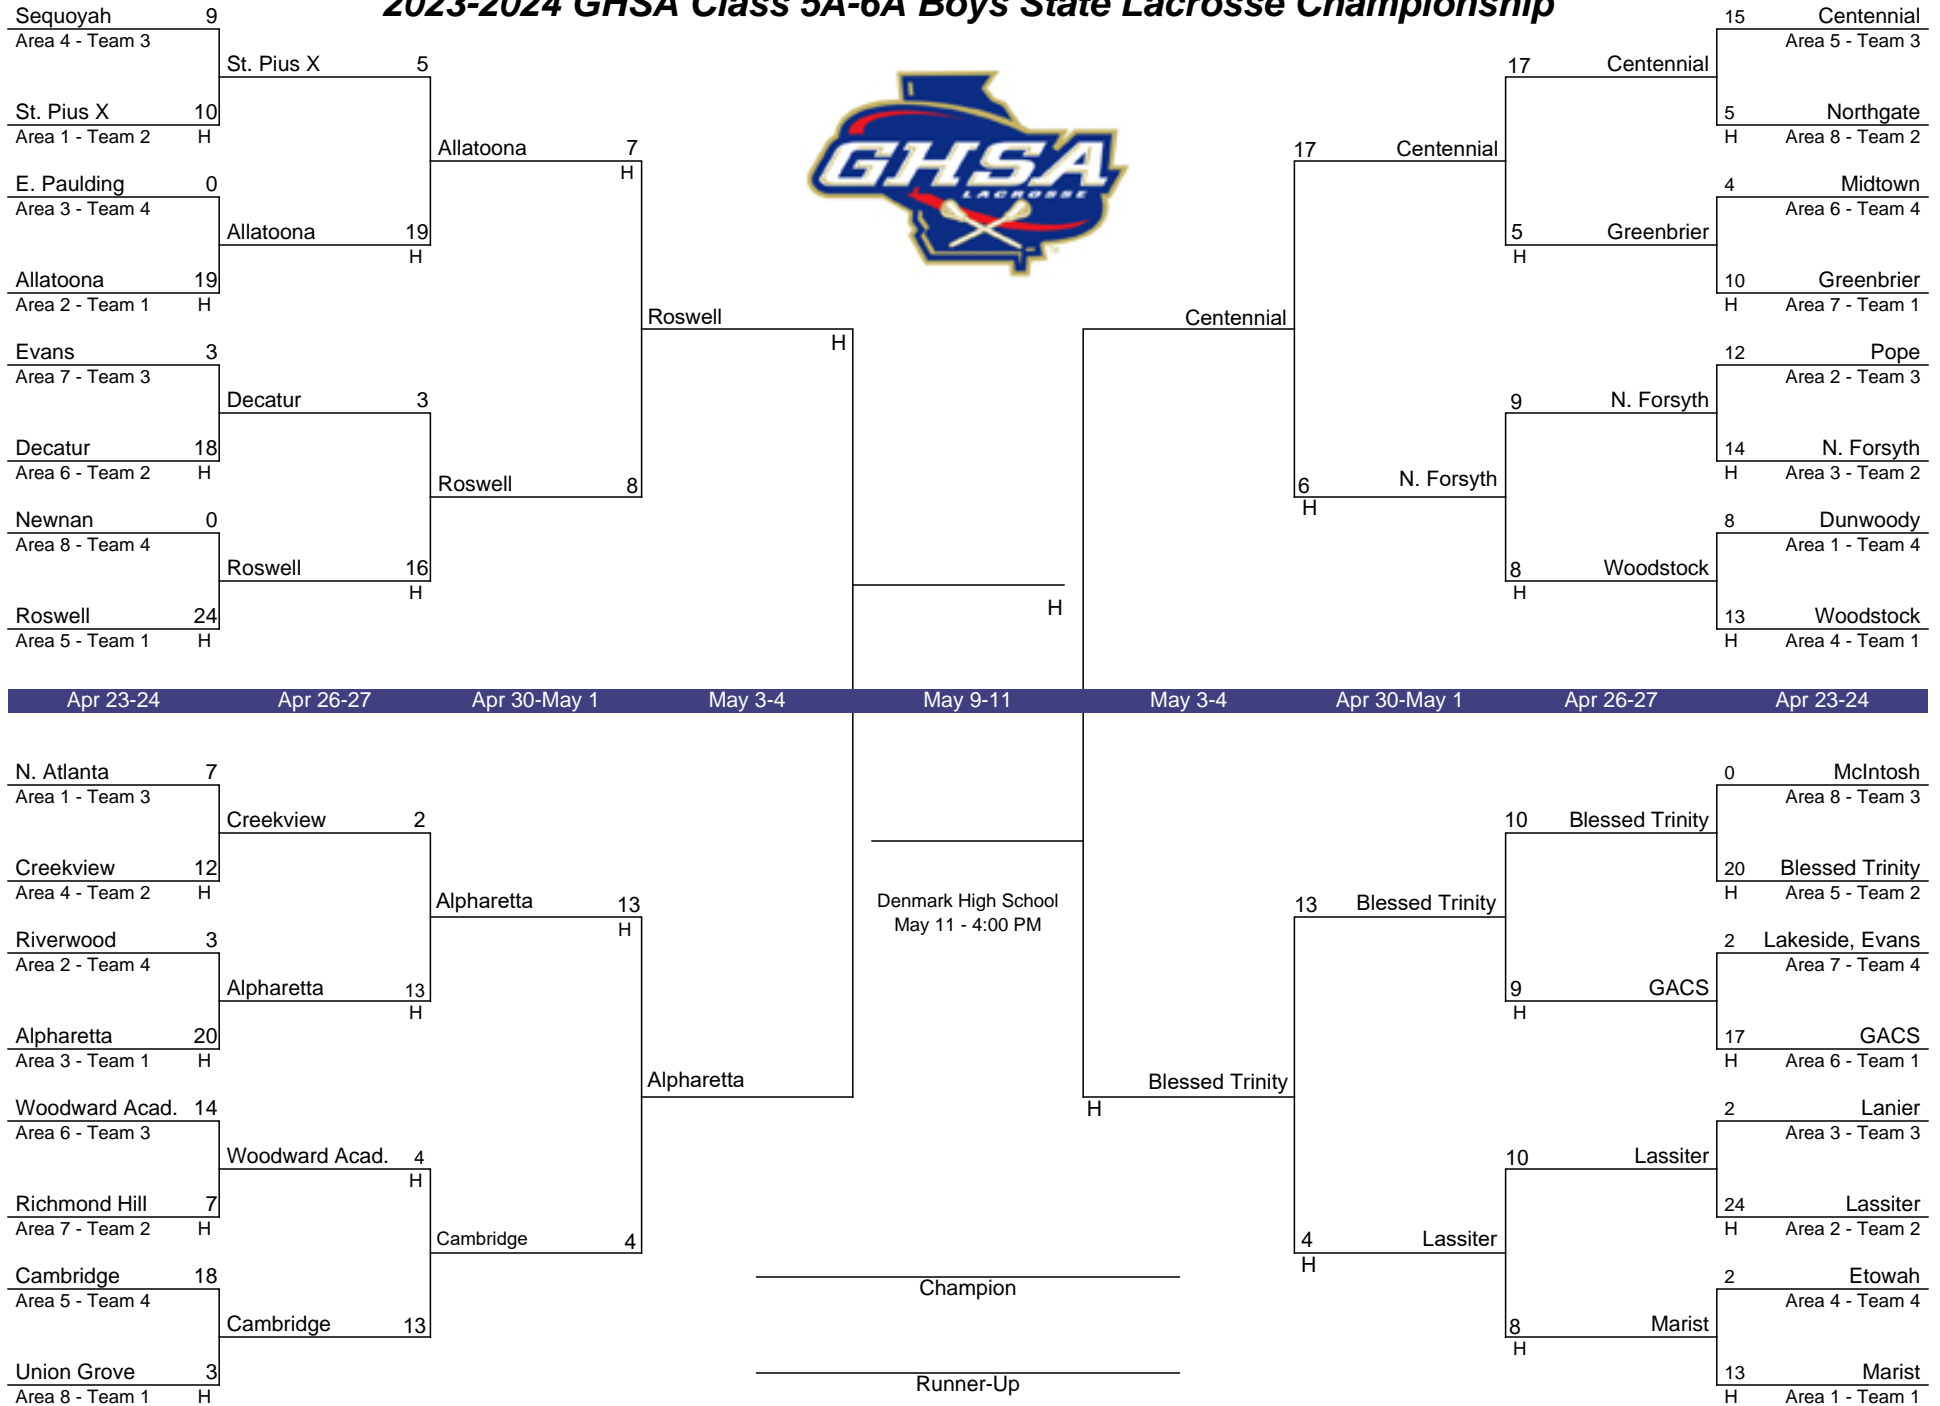 2023-2024 GHSA Class 5A-6A Boys State Lacrosse Championship
Sequoyah 9
Area 4 - Team 3
St. Pius X 5
St. Pius X 10
Area 1 - Team 2 H
Allatoona 7
H
E. Paulding 0
Area 3 - Team 4
Allatoona 19
H
Allatoona 19
Area 2 - Team 1 H
Roswell
H
Evans 3
Area 7 - Team 3
Decatur 3
Decatur 18
Area 6 - Team 2 H
Roswell 8
Newnan 0
Area 8 - Team 4
Roswell 16
H
Roswell 24
Area 5 - Team 1 H
GHSA
LACROSSE
H
15 Centennial
Area 5 - Team 3
17 Centennial
5 Northgate
H Area 8 - Team 2
17 Centennial
4 Midtown
Area 6 - Team 4
5 Greenbrier
H
10 Greenbrier
H Area 7 - Team 1
Centennial
12 Pope
Area 2 - Team 3
9 N. Forsyth
14 N. Forsyth
H Area 3 - Team 2
6 N. Forsyth
H
8 Dunwoody
Area 1 - Team 4
8 Woodstock
H
13 Woodstock
H Area 4 - Team 1
Apr 23-24 Apr 26-27 Apr 30-May 1 May 3-4 May 9-11 May 3-4 Apr 30-May 1 Apr 26-27 Apr 23-24
N. Atlanta 7
Area 1 - Team 3
Creekview 2
Creekview 12
Area 4 - Team 2 H
Alpharetta 13
H
Riverwood 3
Area 2 - Team 4
Alpharetta 13
H
Alpharetta 20
Area 3 - Team 1 H
Alpharetta
Woodward Acad. 14
Area 6 - Team 3
Woodward Acad. 4
H
Richmond Hill 7
Area 7 - Team 2 H
Cambridge 4
Cambridge 18
Area 5 - Team 4
Cambridge 13
Union Grove 3
Area 8 - Team 1 H
Denmark High School
May 11 - 4:00 PM
Champion
Runner-Up
0 McIntosh
Area 8 - Team 3
10 Blessed Trinity
20 Blessed Trinity
H Area 5 - Team 2
13 Blessed Trinity
2 Lakeside, Evans
Area 7 - Team 4
9 GACS
H
17 GACS
H Area 6 - Team 1
Blessed Trinity
H
2 Lanier
Area 3 - Team 3
10 Lassiter
24 Lassiter
H Area 2 - Team 2
4 Lassiter
H
2 Etowah
Area 4 - Team 4
8 Marist
H
13 Marist
H Area 1 - Team 1